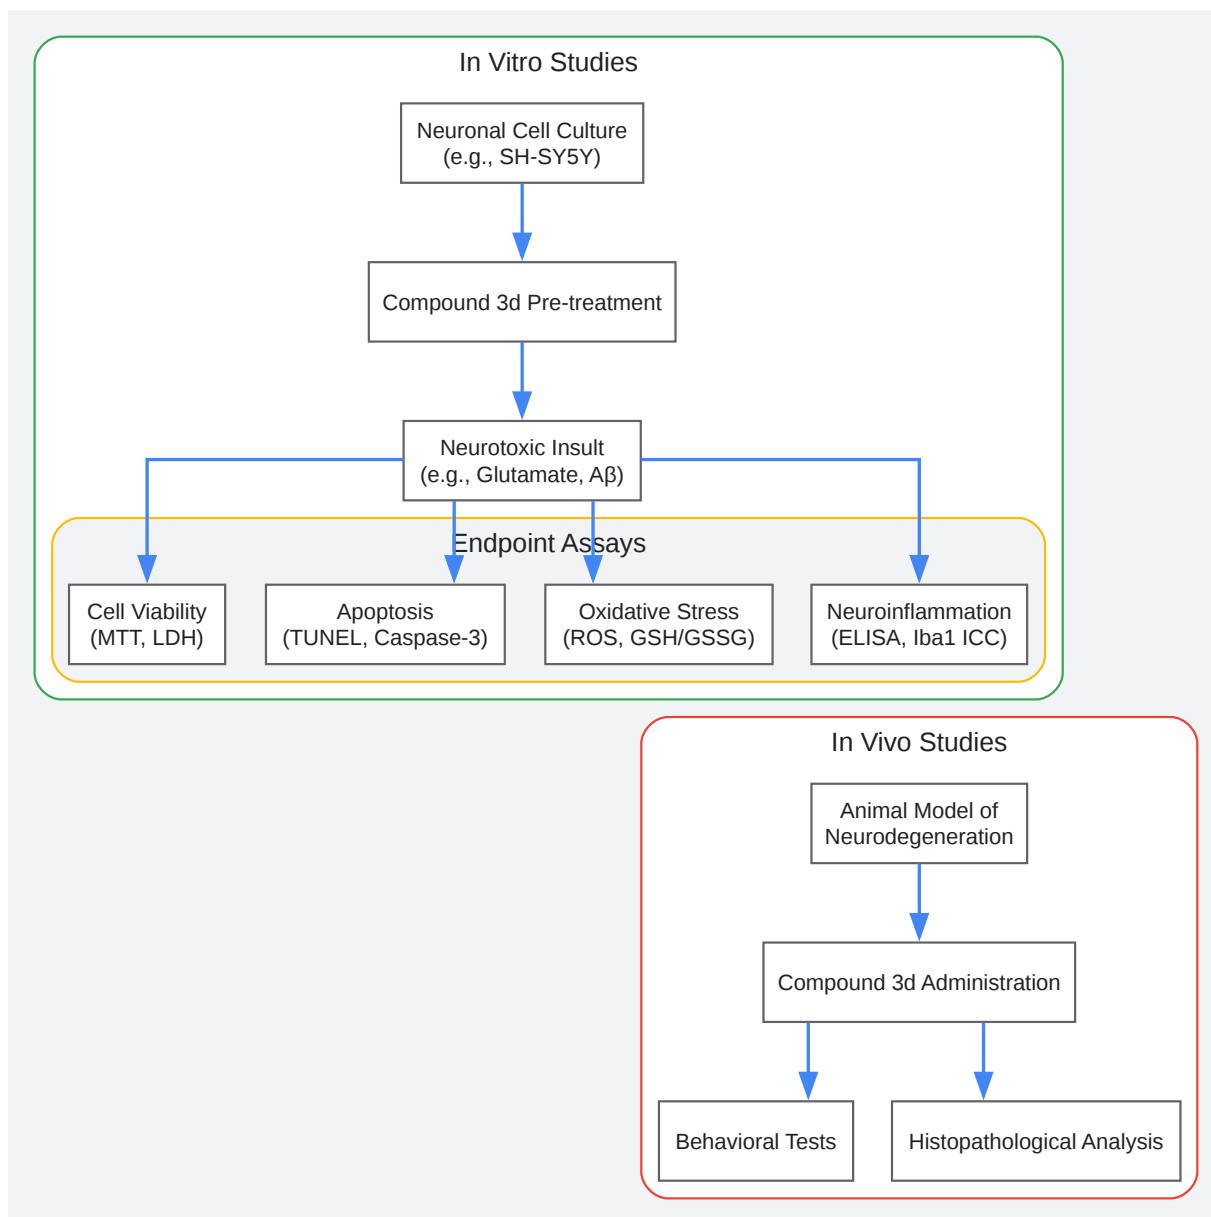 In Vitro Studies
Neuronal Cell Culture
(e.g., SH-SY5Y)
Compound 3d Pre-treatment
Neurotoxic Insult
(e.g., Glutamate, Aβ)
Endpoint Assays
Cell Viability
(MTT, LDH)
Apoptosis
(TUNEL, Caspase-3)
Oxidative Stress
(ROS, GSH/GSSG)
Neuroinflammation
(ELISA, Iba1 ICC)
In Vivo Studies
Animal Model of
Neurodegeneration
Compound 3d Administration
Behavioral Tests
Histopathological Analysis